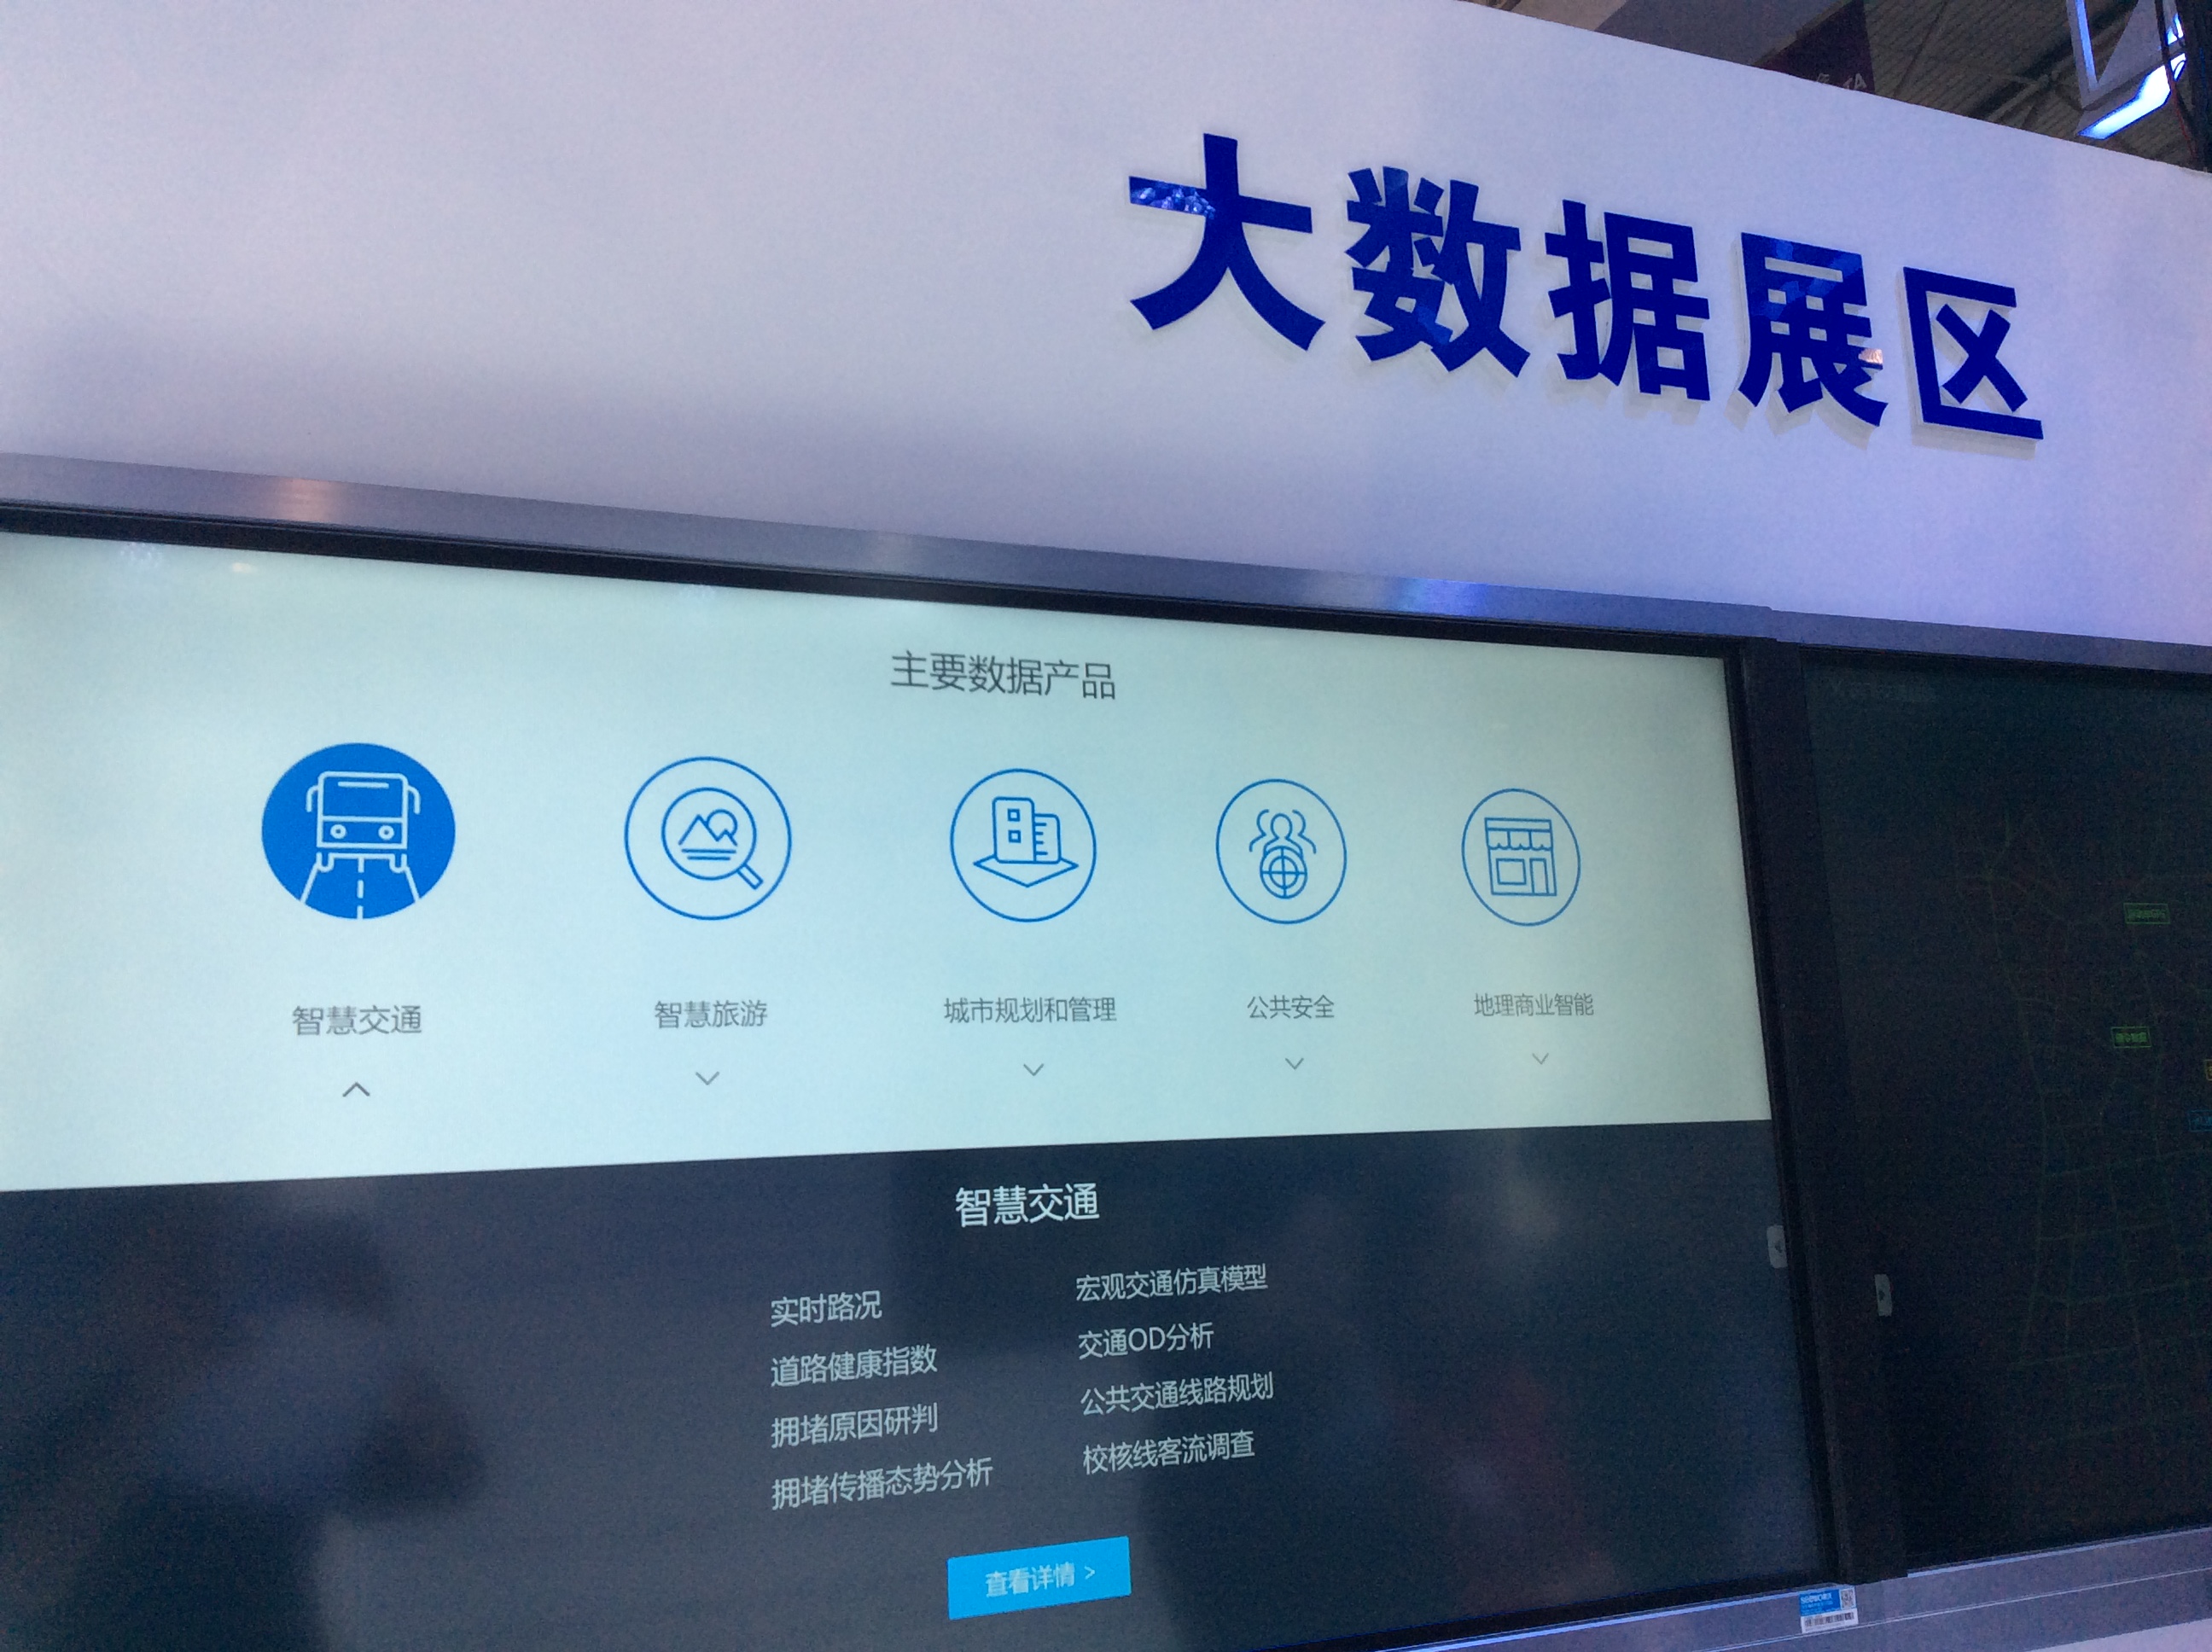 大数据展区
主要数据产品
智慧交通
智慧旅游
城市规划和管理
公共安全
地理商业智能
智慧交通
实时路况
道路健康指数
拥堵原因研判
拥堵传播态势分析
宏观交通仿真模型
交通OD分析
公共交通线路规划
校核线客流调查
查看详情 >